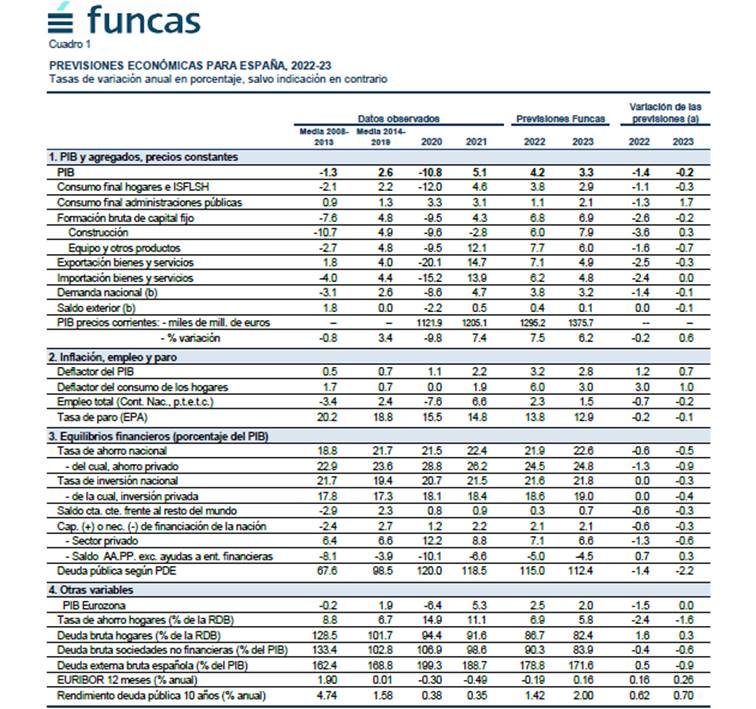 funcas
Cuadro 1
PREVISIONES ECONÓMICAS PARA ESPAÑA, 2022-23
Tasas de variación anual en porcentaje, salvo indicación en contrario
Datos observados Previsiones Funcas Variación de las previsiones (a)
Media 2008-2013 Media 2014-2019 2020 2021 2022 2023 2022 2023
1. PIB y agregados, precios constantes
PIB -1.3 2.6 -10.8 5.1 4.2 3.3 -1.4 -0.2
Consumo final hogares e ISFLSH -2.1 2.2 -12.0 4.6 3.8 2.9 -1.1 -0.3
Consumo final administraciones públicas 0.9 1.3 3.3 3.1 1.1 2.1 -1.3 1.7
Formación bruta de capital fijo -7.6 4.8 -9.5 4.3 6.8 6.9 -2.6 -0.2
Construcción -10.7 4.9 -9.6 -2.8 6.0 7.9 -3.6 0.3
Equipo y otros productos -2.7 4.8 -9.5 12.1 7.7 6.0 -1.6 -0.7
Exportación bienes y servicios 1.8 4.0 -20.1 14.7 7.1 4.9 -2.5 -0.3
Importación bienes y servicios -4.0 4.4 -15.2 13.9 6.2 4.8 -2.4 0.0
Demanda nacional (b) -3.1 2.6 -8.6 4.7 3.8 3.2 -1.4 -0.1
Saldo exterior (b) 1.8 0.0 -2.2 0.5 0.4 0.1 0.0 -0.1
PIB precios corrientes: - miles de mill. de euros – – 1121.9 1205.1 1295.2 1375.7 – –
- % variación -0.8 3.4 -9.8 7.4 7.5 6.2 -0.2 0.6
2. Inflación, empleo y paro
Deflactor del PIB 0.5 0.7 1.1 2.2 3.2 2.8 1.2 0.7
Deflactor del consumo de los hogares 1.7 0.7 0.0 1.9 6.0 3.0 3.0 1.0
Empleo total (Cont. Nac., p.t.e.t.c.) -3.4 2.4 -7.6 6.6 2.3 1.5 -0.7 -0.2
Tasa de paro (EPA) 20.2 18.8 15.5 14.8 13.8 12.9 -0.2 -0.1
3. Equilibrios financieros (porcentaje del PIB)
Tasa de ahorro nacional 18.8 21.7 21.5 22.4 21.9 22.6 -0.6 -0.5
- del cual, ahorro privado 22.9 23.6 28.8 26.2 24.5 24.8 -1.3 -0.9
Tasa de inversión nacional 21.7 19.4 20.7 21.5 21.6 21.8 0.0 -0.3
- de la cual, inversión privada 17.8 17.3 18.1 18.4 18.6 19.0 0.0 -0.4
Saldo cta. cte. frente al resto del mundo -2.9 2.3 0.8 0.9 0.3 0.7 -0.6 -0.3
Cap. (+) o nec. (-) de financiación de la nación -2.4 2.7 1.2 2.2 2.1 2.1 -0.6 -0.3
- Sector privado 6.4 6.6 12.2 8.8 7.1 6.6 -1.3 -0.6
- Saldo AA.PP. exc. ayudas a ent. financieras -8.1 -3.9 -10.1 -6.6 -5.0 -4.5 0.7 0.3
Deuda pública según PDE 67.6 98.5 120.0 118.5 115.0 112.4 -1.4 -2.2
4. Otras variables
PIB Eurozona -0.2 1.9 -6.4 5.3 2.5 2.0 -1.5 0.0
Tasa de ahorro hogares (% de la RDB) 8.8 6.7 14.9 11.1 6.9 5.8 -2.4 -1.6
Deuda bruta hogares (% de la RDB) 128.5 101.7 94.4 91.6 86.7 82.4 1.6 0.3
Deuda bruta sociedades no financieras (% del PIB) 133.4 102.8 106.9 98.6 90.3 83.9 -0.4 -0.6
Deuda externa bruta española (% del PIB) 162.4 168.8 199.3 188.7 178.8 171.6 0.5 -0.9
EURIBOR 12 meses (% anual) 1.90 0.01 -0.30 -0.49 -0.19 0.16 0.16 0.26
Rendimiento deuda pública 10 años (% anual) 4.74 1.58 0.38 0.35 1.42 2.00 0.62 0.70